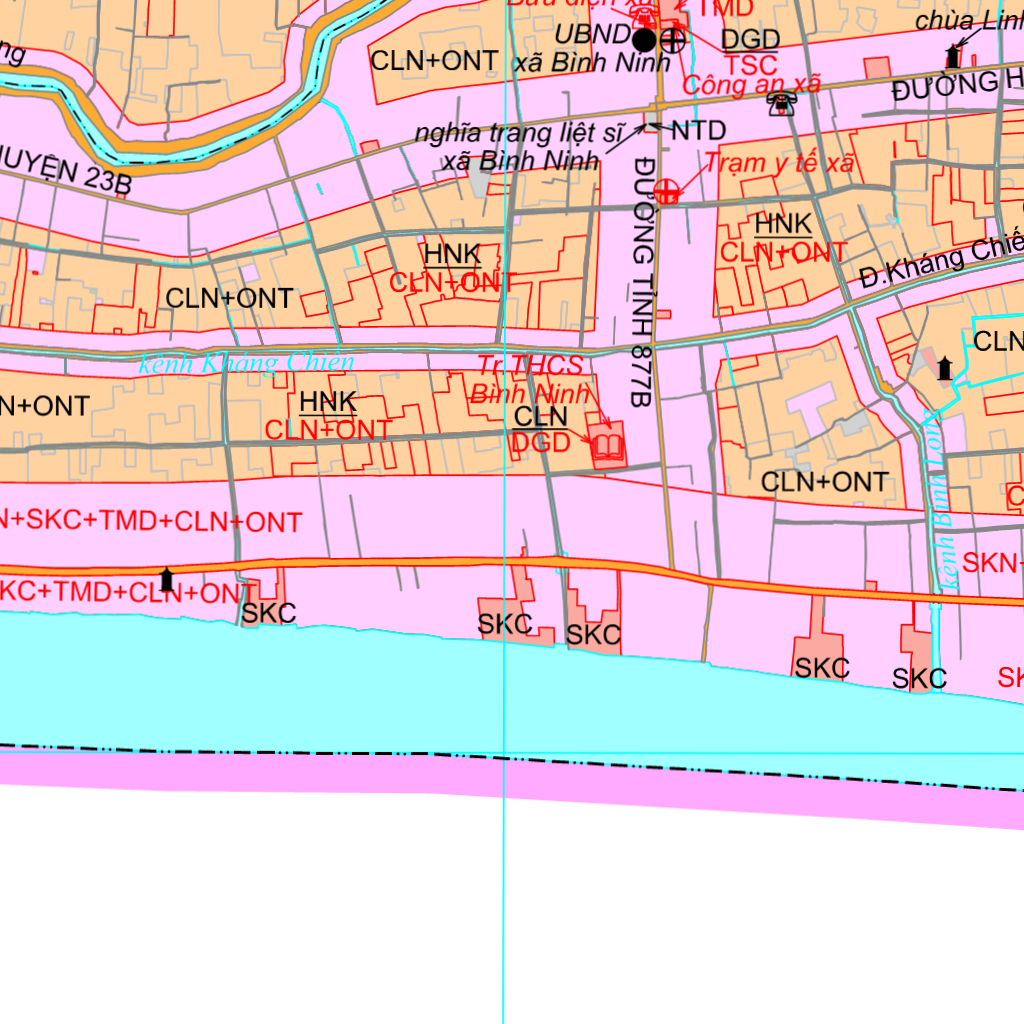 Bưu điện xã
TMD
chùa Linh
UBND
xã Bình Ninh
DGD
TSC
CLN+ONT
Công an xã
ĐƯỜNG H
nghĩa trang liệt sĩ
xã Bình Ninh
NTD
Trạm y tế xã
HUYỆN 23B
ĐƯỜNG TỈNH 877B
HNK
CLN+ONT
HNK
CLN+ONT
Đ.Kháng Chiế
CLN+ONT
CLN
kênh Kháng Chiến
Tr.THCS
Bình Ninh
N+ONT
HNK
CLN+ONT
CLN
DGD
kênh Bình Long
CLN+ONT
C
N+SKC+TMD+CLN+ONT
SKN+
KC+TMD+CLN+ONT
SKC
SKC
SKC
SKC
SKC
SK